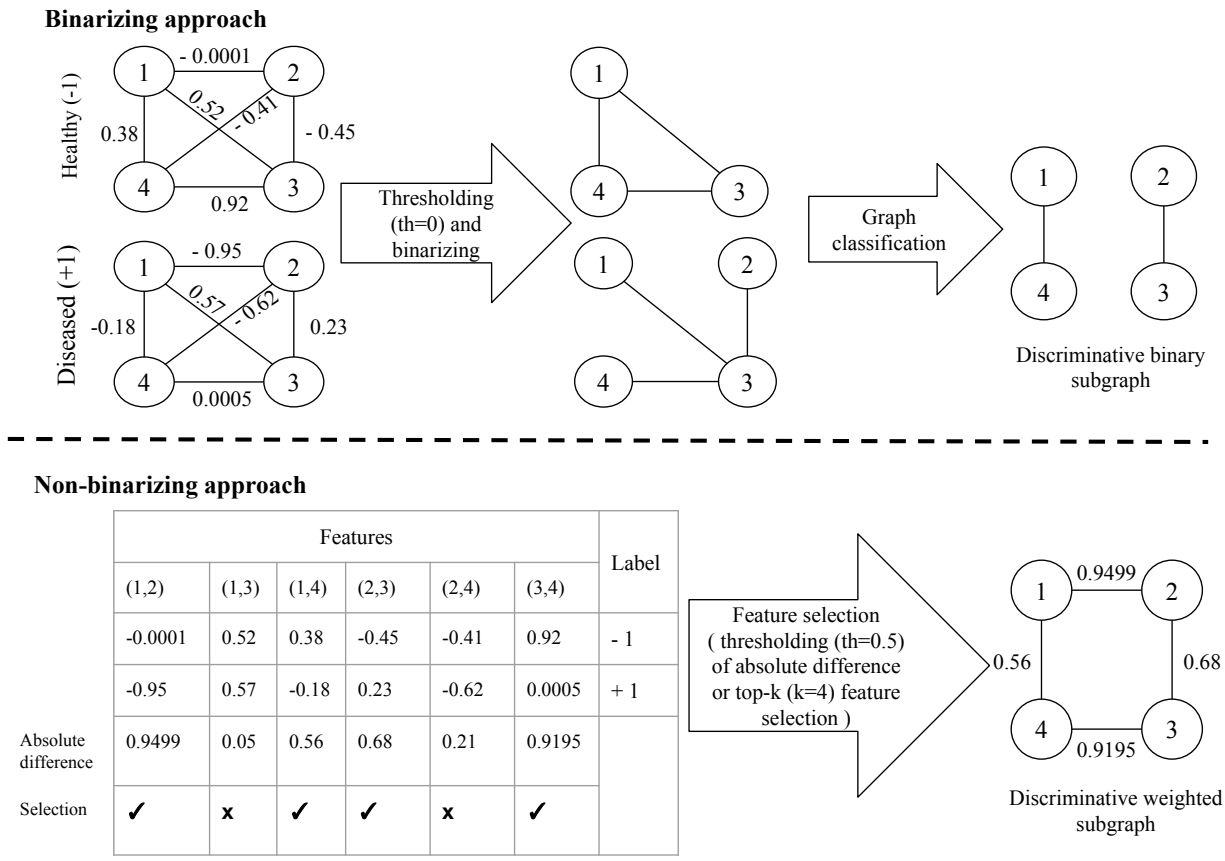 Binarizing approach
Healthy (-1)
1
- 0.0001
2
0.52
- 0.41
0.38
- 0.45
4
0.92
3
Diseased (+1)
1
- 0.95
2
0.57
- 0.62
-0.18
0.23
4
0.0005
3
Thresholding
(th=0) and
binarizing
1
4
3
1
2
4
3
Graph
classification
1
2
4
3
Discriminative binary
subgraph
Non-binarizing approach
Features
Label
(1,2) (1,3) (1,4) (2,3) (2,4) (3,4)
-0.0001 0.52 0.38 -0.45 -0.41 0.92 - 1
-0.95 0.57 -0.18 0.23 -0.62 0.0005 + 1
Absolute
difference
0.9499 0.05 0.56 0.68 0.21 0.9195
Selection ✓ x ✓ ✓ x ✓
Feature selection
( thresholding (th=0.5)
of absolute difference
or top-k (k=4) feature
selection )
1
0.9499
2
0.56
0.68
4
0.9195
3
Discriminative weighted
subgraph